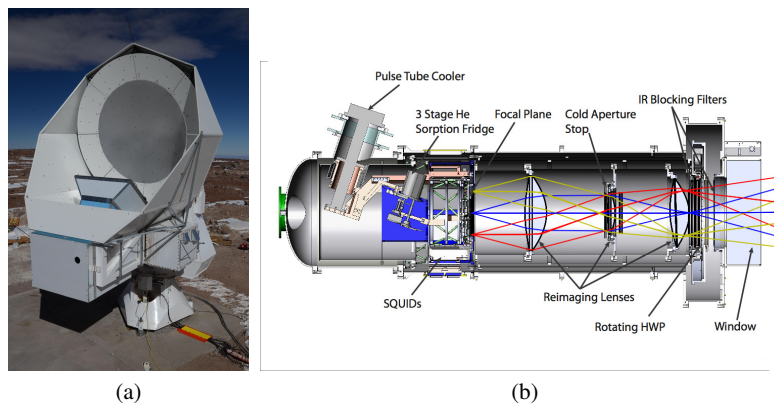 Pulse Tube Cooler
3 Stage He
Sorption Fridge
Focal Plane
Cold Aperture
Stop
IR Blocking Filters
SQUIDs
Reimaging Lenses
Rotating HWP
Window
(a)
(b)